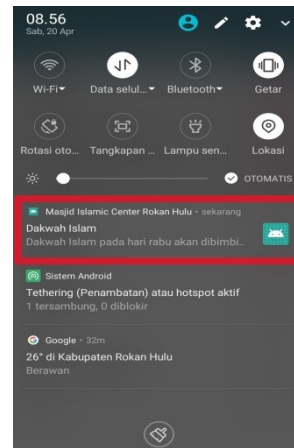 08.56
Sab, 20 Apr
Wi-Fi
Data selul...
Bluetooth
Getar
Rotasi oto...
Tangkapan ...
Lampu sen...
Lokasi
OTOMATIS
Masjid Islamic Center Rokan Hulu • sekarang
Dakwah Islam
Dakwah Islam pada hari rabu akan dibimbi..
Sistem Android
Tethering (Penambatan) atau hotspot aktif
1 tersambung, 0 diblokir
Google • 32m
26° di Kabupaten Rokan Hulu
Berawan